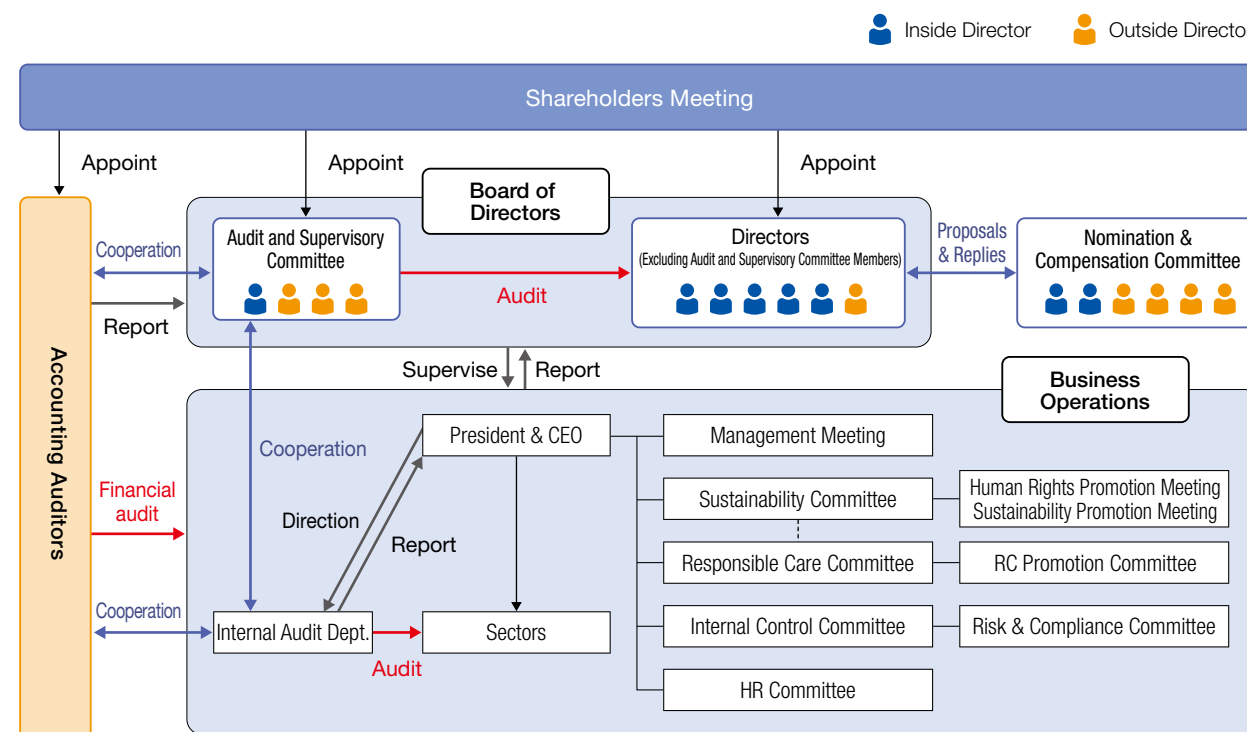 Inside Director
Outside Director
Shareholders Meeting
Appoint
Appoint
Appoint
Board of
Directors
Cooperation
Audit and Supervisory
Committee
Audit
Directors
(Excluding Audit and Supervisory Committee Members)
Proposals
& Replies
Nomination &
Compensation Committee
Report
Accounting Auditors
Supervise
Report
Business
Operations
Cooperation
President & CEO
Management Meeting
Financial
audit
Direction
Report
Sustainability Committee
Human Rights Promotion Meeting
Sustainability Promotion Meeting
Responsible Care Committee
RC Promotion Committee
Cooperation
Internal Audit Dept.
Audit
Sectors
Internal Control Committee
Risk & Compliance Committee
HR Committee